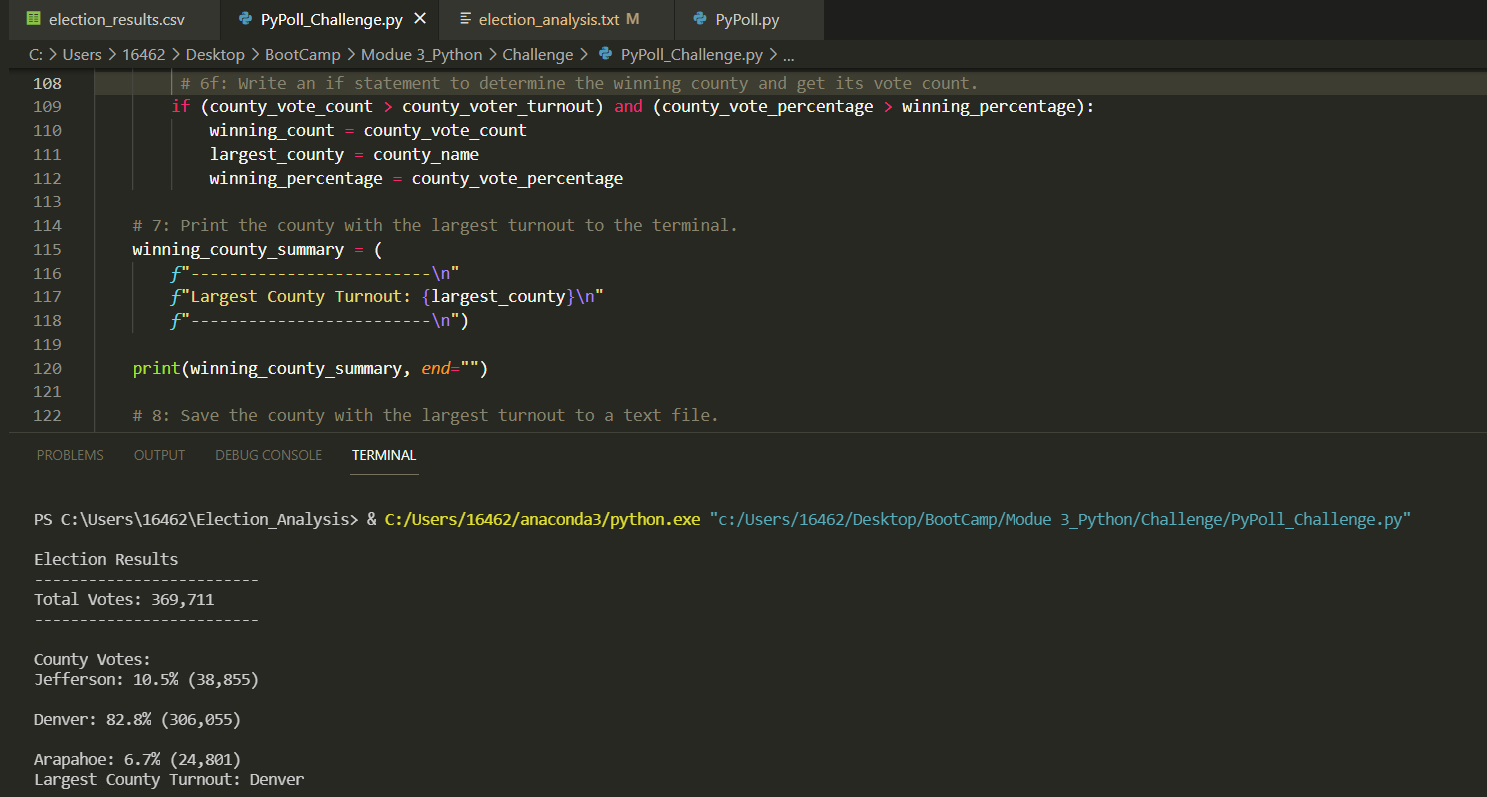 election_results.csv PyPoll_Challenge.py × election_analysis.txt M PyPoll.py
C: > Users > 16462 > Desktop > BootCamp > Modue 3_Python > Challenge > PyPoll_Challenge.py > ...
108 # 6f: Write an if statement to determine the winning county and get its vote count.
109 if (county_vote_count > county_voter_turnout) and (county_vote_percentage > winning_percentage):
110 winning_count = county_vote_count
111 largest_county = county_name
112 winning_percentage = county_vote_percentage
113
114 # 7: Print the county with the largest turnout to the terminal.
115 winning_county_summary = (
116 f"-------------------------\n"
117 f"Largest County Turnout: {largest_county}\n"
118 f"-------------------------\n")
119
120 print(winning_county_summary, end="")
121
122 # 8: Save the county with the largest turnout to a text file.
PROBLEMS OUTPUT DEBUG CONSOLE TERMINAL
PS C:\Users\16462\Election_Analysis> & C:/Users/16462/anaconda3/python.exe "c:/Users/16462/Desktop/BootCamp/Modue 3_Python/Challenge/PyPoll_Challenge.py"
Election Results
-------------------------
Total Votes: 369,711
-------------------------
County Votes:
Jefferson: 10.5% (38,855)
Denver: 82.8% (306,055)
Arapahoe: 6.7% (24,801)
Largest County Turnout: Denver